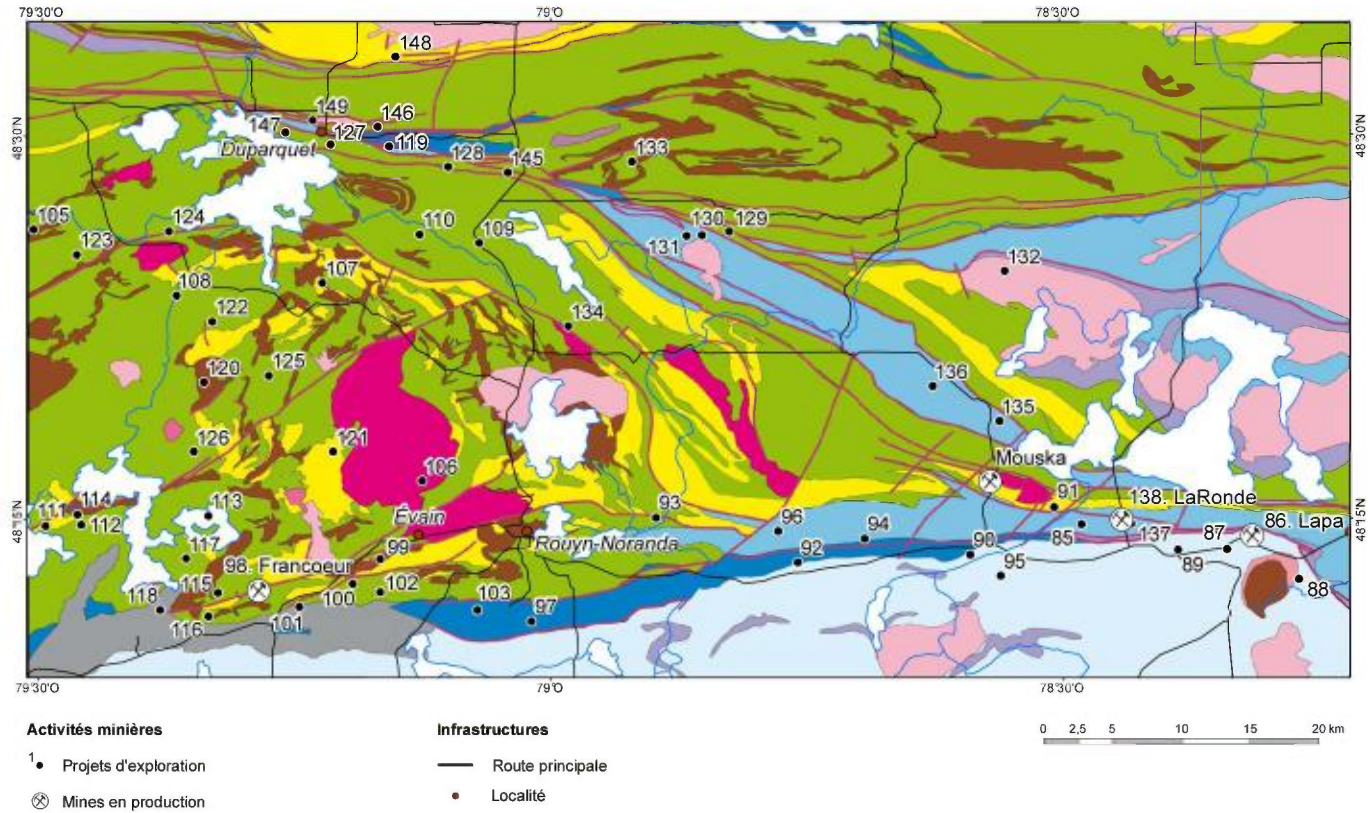 79°30'O 79°0 78°30'O
148
149 146
48°30'N 147 127 119 133 48°30'N
Duparquet
128 145
105 124 110 109 130 129
123 131
132
108 107
122 134
120 125 136
135
126 121
106 Mouska
111 114 113 Évain 93 91 138. LaRonde
48°15'N 112 96 94 85 137 87 86. Lapa 48°15'N
Rouyn-Noranda
117 98. Francoeur 99 92 90 95 89 88
118 115 102
116 101 100 103 97
79°30'O 79°0 78°30'O
Activités minières Infrastructures 0 2,5 5 10 15 20 km
1 Projets d'exploration Route principale
Mines en production Localité